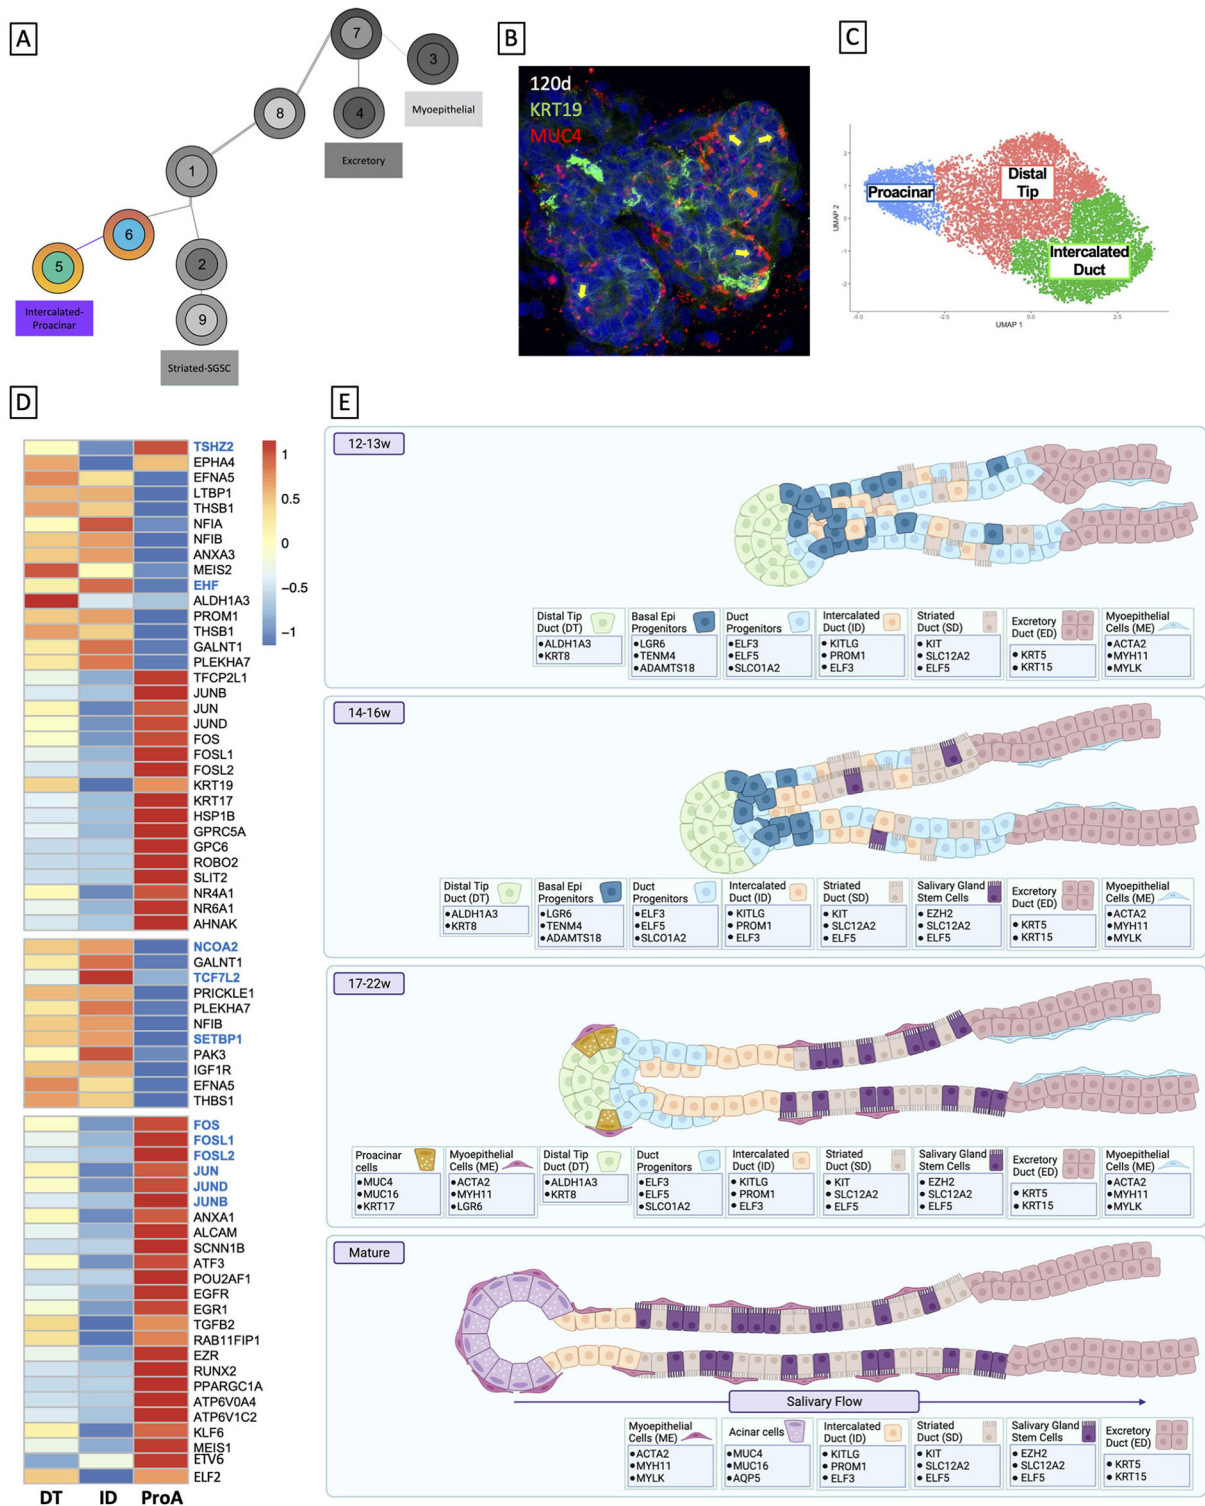 A
7
3
Myoepithelial
8
4
Excretory
1
6
5
Intercalated-
Proacinar
2
9
Striated-SGSC
B
120d
KRT19
MUC4
C
Proacinar
Distal
Tip
Intercalated
Duct
UMAP 2
2
1
0
-1
-2
-5.0
-2.5
0.0
2.5
UMAP 1
D
TSHZ2
EPHA4
EFNA5
LTBP1
THSB1
NFIA
NFIB
ANXA3
MEIS2
EHF
ALDH1A3
PROM1
THSB1
GALNT1
PLEKHA7
TFCP2L1
JUNB
JUN
JUND
FOS
FOSL1
FOSL2
KRT19
KRT17
HSP1B
GPRC5A
GPC6
ROBO2
SLIT2
NR4A1
NR6A1
AHNAK
NCOA2
GALNT1
TCF7L2
PRICKLE1
PLEKHA7
NFIB
SETBP1
PAK3
IGF1R
EFNA5
THBS1
FOS
FOSL1
FOSL2
JUN
JUND
JUNB
ANXA1
ALCAM
SCNN1B
ATF3
POU2AF1
EGFR
EGR1
TGFB2
RAB11FIP1
EZR
RUNX2
PPARGC1A
ATP6V0A4
ATP6V1C2
KLF6
MEIS1
ETV6
ELF2
DT ID ProA
1
0.5
0
−0.5
−1
E
12-13w
Distal Tip
Duct (DT)
●ALDH1A3
●KRT8
Basal Epi
Progenitors
●LGR6
●TENM4
●ADAMTS18
Duct
Progenitors
●ELF3
●ELF5
●SLCO1A2
Intercalated
Duct (ID)
● KITLG
● PROM1
● ELF3
Striated
Duct (SD)
● KIT
● SLC12A2
● ELF5
Excretory
Duct (ED)
● KRT5
● KRT15
Myoepithelial
Cells (ME)
●ACTA2
●MYH11
●MYLK
14-16w
Distal Tip
Duct (DT)
●ALDH1A3
●KRT8
Basal Epi
Progenitors
●LGR6
●TENM4
●ADAMTS18
Duct
Progenitors
●ELF3
●ELF5
●SLCO1A2
Intercalated
Duct (ID)
● KITLG
● PROM1
● ELF3
Striated
Duct (SD)
● KIT
● SLC12A2
● ELF5
Salivary Gland
Stem Cells
● EZH2
● SLC12A2
● ELF5
Excretory
Duct (ED)
● KRT5
● KRT15
Myoepithelial
Cells (ME)
●ACTA2
●MYH11
●MYLK
17-22w
Proacinar
cells
●MUC4
●MUC16
●KRT17
Myoepithelial
Cells (ME)
●ACTA2
●MYH11
●LGR6
Distal Tip
Duct (DT)
●ALDH1A3
●KRT8
Duct
Progenitors
●ELF3
●ELF5
●SLCO1A2
Intercalated
Duct (ID)
● KITLG
● PROM1
● ELF3
Striated
Duct (SD)
● KIT
● SLC12A2
● ELF5
Salivary Gland
Stem Cells
● EZH2
● SLC12A2
● ELF5
Excretory
Duct (ED)
● KRT5
● KRT15
Myoepithelial
Cells (ME)
●ACTA2
●MYH11
●MYLK
Mature
Salivary Flow
Myoepithelial
Cells (ME)
●ACTA2
●MYH11
●MYLK
Acinar cells
●MUC4
●MUC16
●AQP5
Intercalated
Duct (ID)
● KITLG
● PROM1
● ELF3
Striated
Duct (SD)
● KIT
● SLC12A2
● ELF5
Salivary Gland
Stem Cells
● EZH2
● SLC12A2
● ELF5
Excretory
Duct (ED)
● KRT5
● KRT15